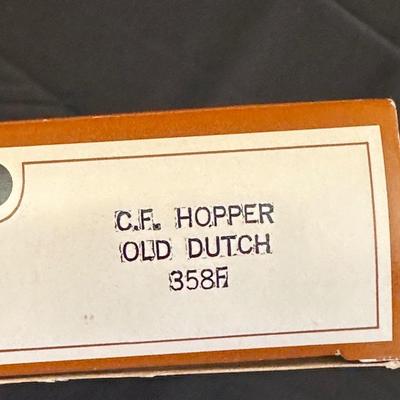 C.F. HOPPER
OLD DUTCH
358F